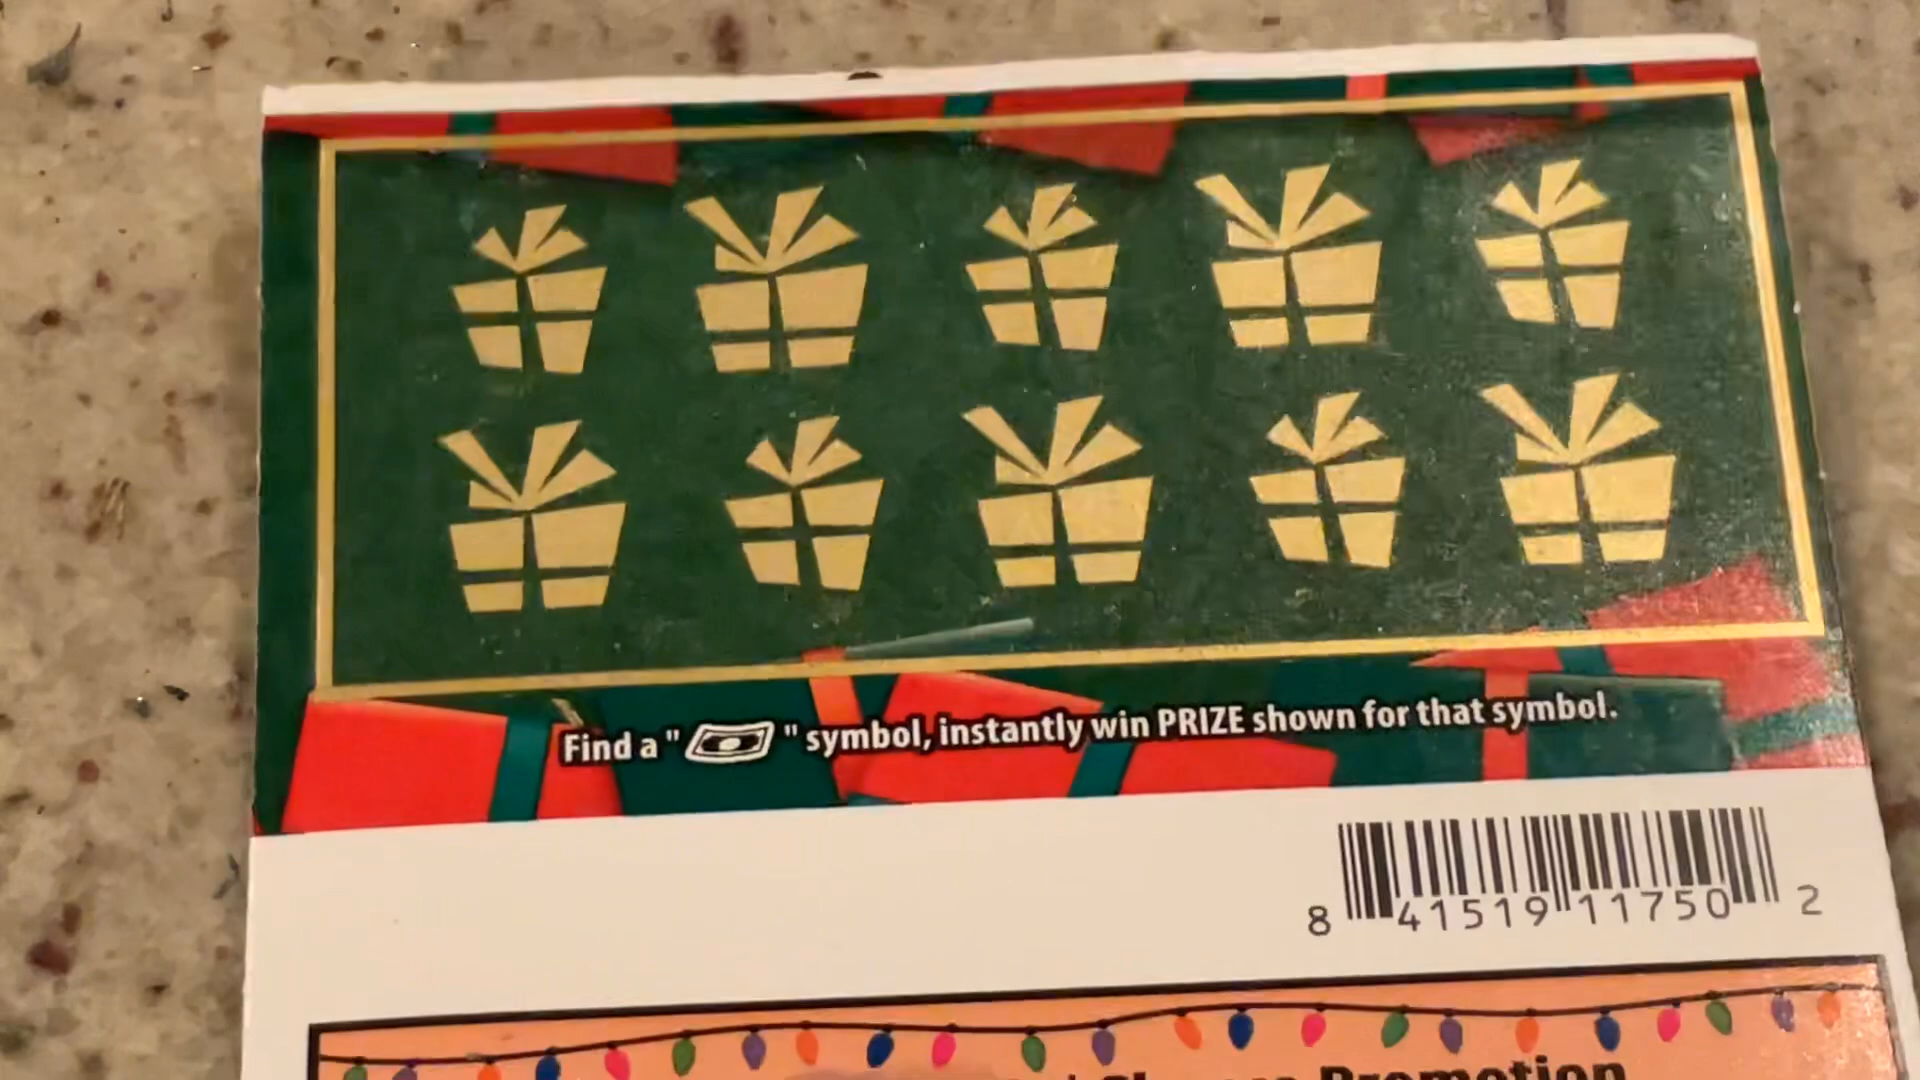 Find a " " symbol, instantly win PRIZE shown for that symbol.
8 41519 11750 2
Promotion